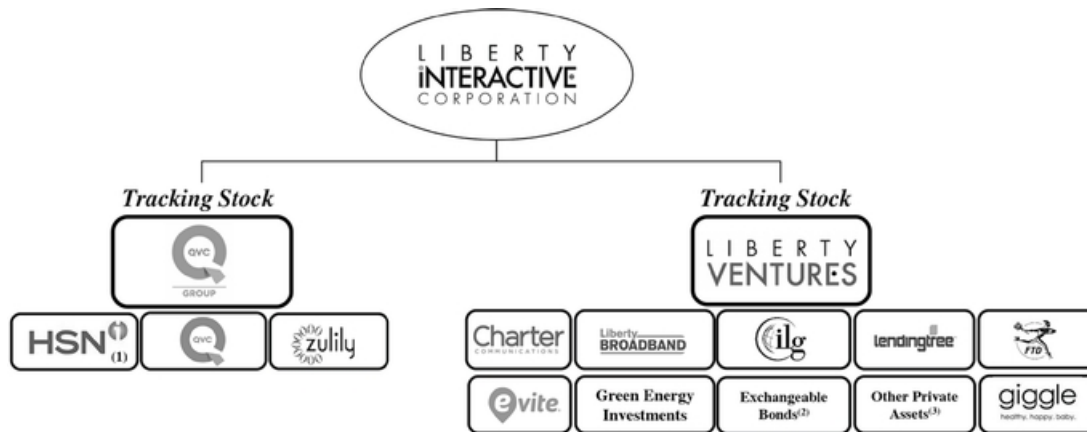 LIBERTY
INTERACTIVE
CORPORATION
Tracking Stock
Tracking Stock
QVC
GROUP
LIBERTY
VENTURES
HSN (1)
QVC
zulily
Charter
COMMUNICATIONS
Liberty
BROADBAND
ilg
lendingtree
FTD
evite
Green Energy
Investments
Exchangeable
Bonds(2)
Other Private
Assets(3)
giggle
healthy. happy. baby.